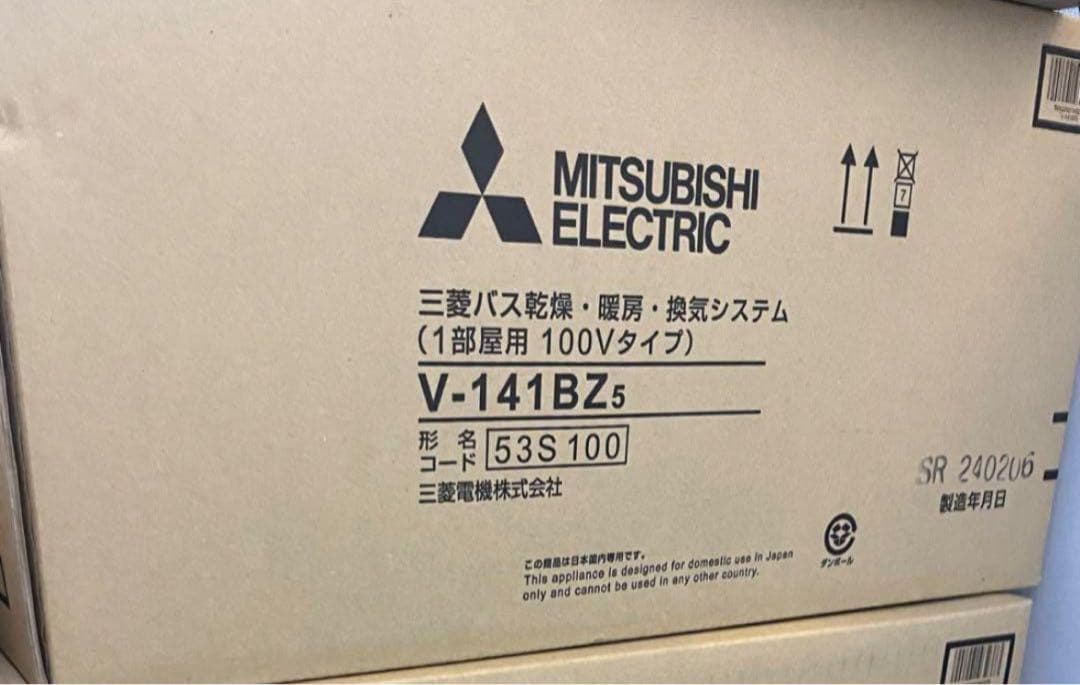 MITSUBISHI
ELECTRIC
7
三菱バス乾燥・暖房・換気システム
(1部屋用 100Vタイプ)
V-141BZ5
形名
コード 53S100
三菱電機株式会社
SR 240206
製造年月日
この商品は日本国内専用です。
This appliance is designed for domestic use in Japan
only and cannot be used in any other country.
ダンボール